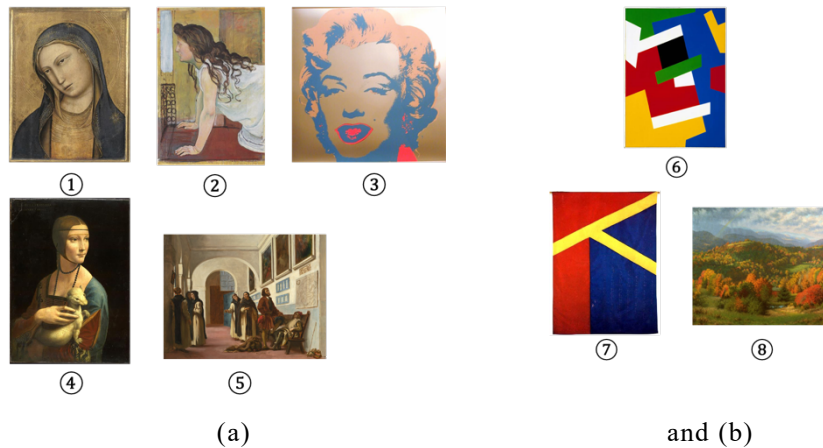 ① ② ③ ⑥
④ ⑤ ⑦ ⑧
(a) and (b)